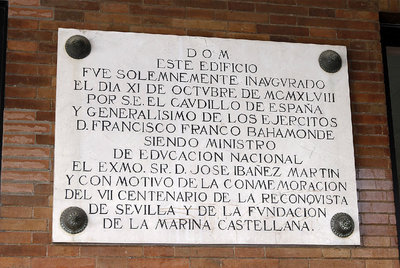 D O M
ESTE EDIFICIO
FVE SOLEMNEMENTE INAVGVRADO
EL DIA XI DE OCTVBRE DE MCMXLVIII
POR S.E. EL CAVDILLO DE ESPAÑA
Y GENERALISIMO DE LOS EJERCITOS
D. FRANCISCO FRANCO BAHAMONDE
SIENDO MINISTRO
DE EDVCACION NACIONAL
EL EXMO. SR. D. JOSE IBAÑEZ MARTIN
Y CON MOTIVO DE LA CONMEMORACION
DEL VII CENTENARIO DE LA RECONQVISTA
DE SEVILLA Y DE LA FVNDACION
DE LA MARINA CASTELLANA.